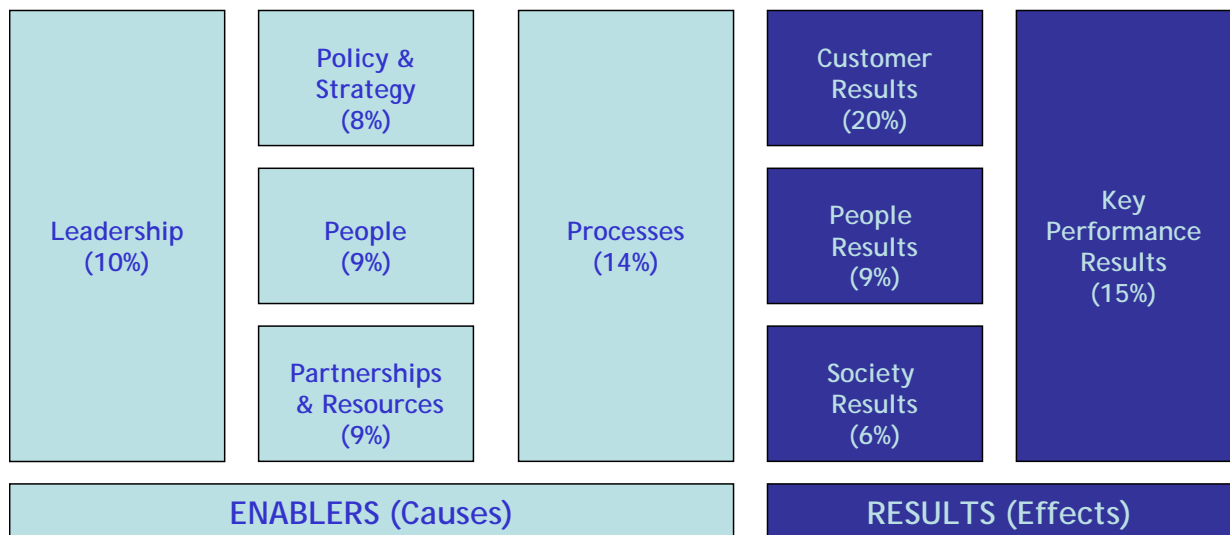 Leadership
(10%)
Policy &
Strategy
(8%)
People
(9%)
Partnerships
& Resources
(9%)
Processes
(14%)
Customer
Results
(20%)
People
Results
(9%)
Society
Results
(6%)
Key
Performance
Results
(15%)
ENABLERS (Causes)
RESULTS (Effects)